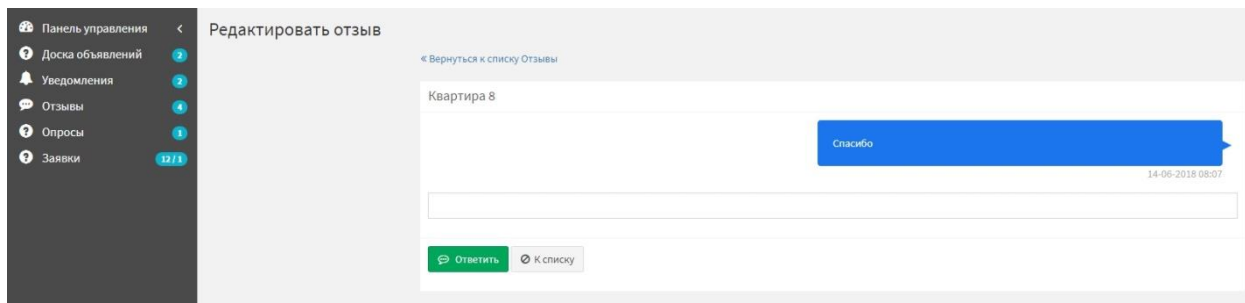 Панель управления
Доска объявлений 2
Уведомления 2
Отзывы 4
Опросы 1
Заявки 12 / 1
Редактировать отзыв
« Вернуться к списку Отзывы
Квартира 8
Спасибо
14-06-2018 08:07
Ответить К списку